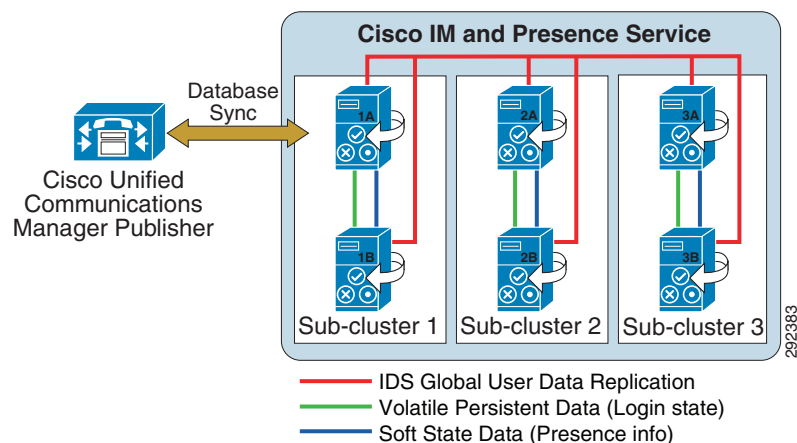 Cisco IM and Presence Service
Database
Sync
Cisco Unified
Communications
Manager Publisher
1A
2A
3A
1B
2B
3B
Sub-cluster 1
Sub-cluster 2
Sub-cluster 3
292383
IDS Global User Data Replication
Volatile Persistent Data (Login state)
Soft State Data (Presence info)